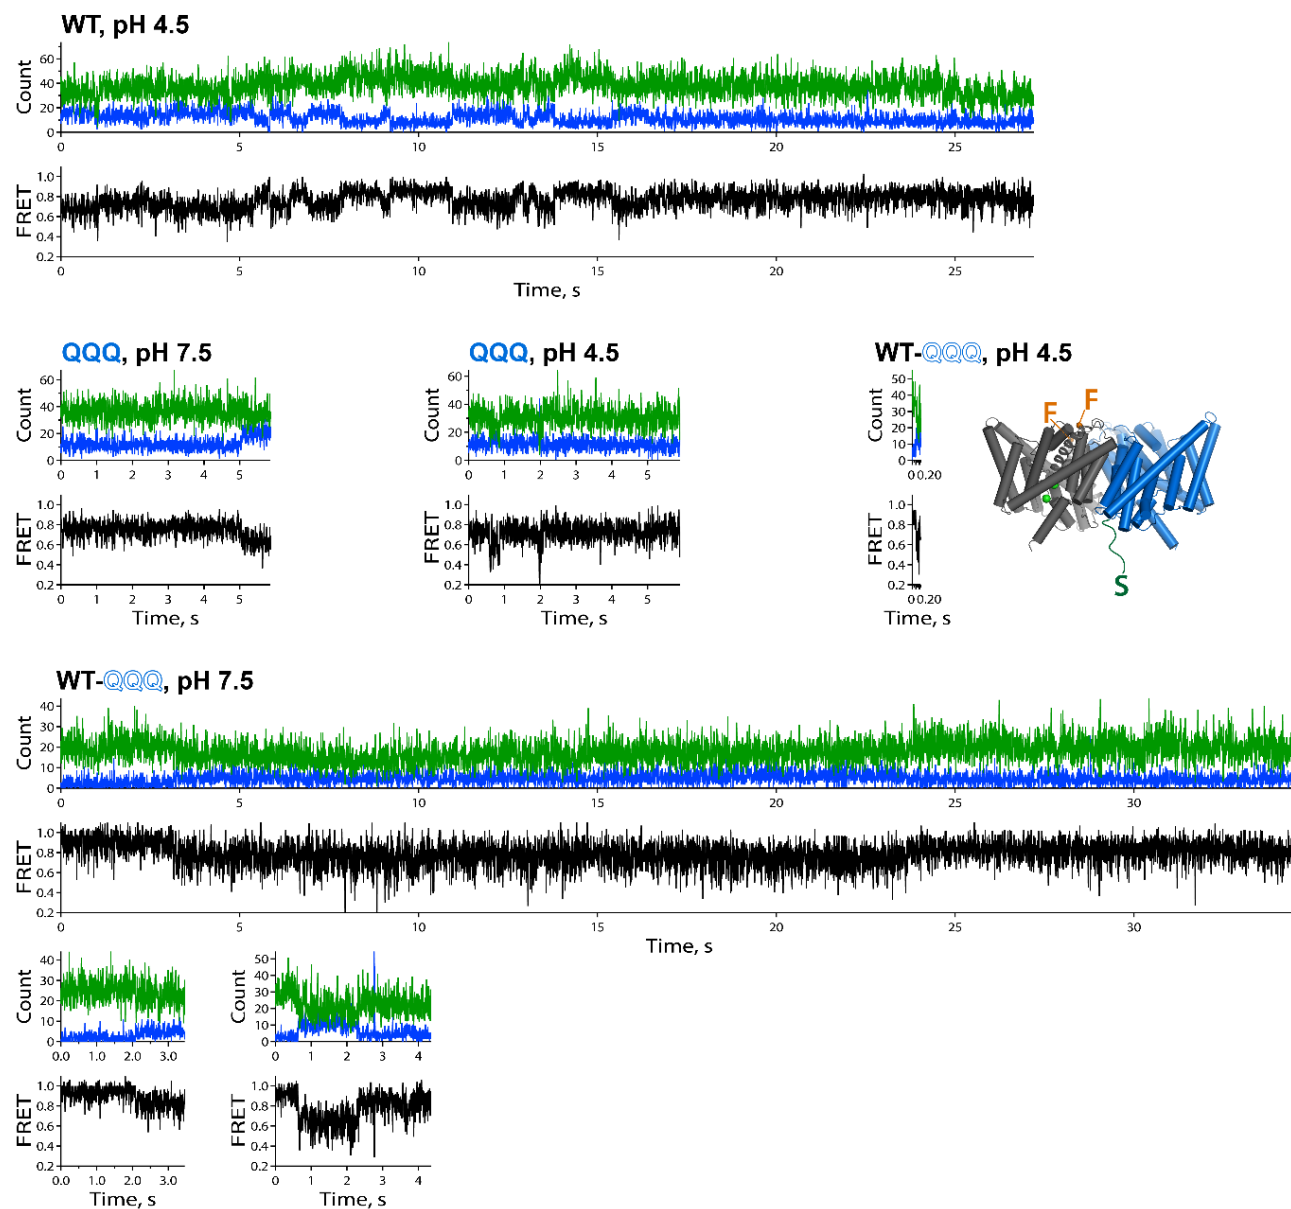 WT, pH 4.5
Count
60
40
20
0
0 5 10 15 20 25
FRET
1.0
0.8
0.6
0.4
0.2
0 5 10 15 20 25
Time, s
QQQ, pH 7.5
Count
60
40
20
0
0 1 2 3 4 5
FRET
1.0
0.8
0.6
0.4
0.2
0 1 2 3 4 5
Time, s
QQQ, pH 4.5
Count
60
40
20
0
0 1 2 3 4 5
FRET
1.0
0.8
0.6
0.4
0.2
0 1 2 3 4 5
Time, s
WT-QQQ, pH 4.5
Count
50
40
30
20
10
0
0 0.20
FRET
1.0
0.8
0.6
0.4
0.2
0 0.20
Time, s
F F
S
WT-QQQ, pH 7.5
Count
40
30
20
10
0
0 5 10 15 20 25 30
FRET
1.0
0.8
0.6
0.4
0.2
0 5 10 15 20 25 30
Time, s
Count
40
30
20
10
0
0.0 1.0 2.0 3.0
FRET
1.0
0.8
0.6
0.4
0.2
0.0 1.0 2.0 3.0
Time, s
Count
50
40
30
20
10
0
0 1 2 3 4
FRET
1.0
0.8
0.6
0.4
0.2
0 1 2 3 4
Time, s